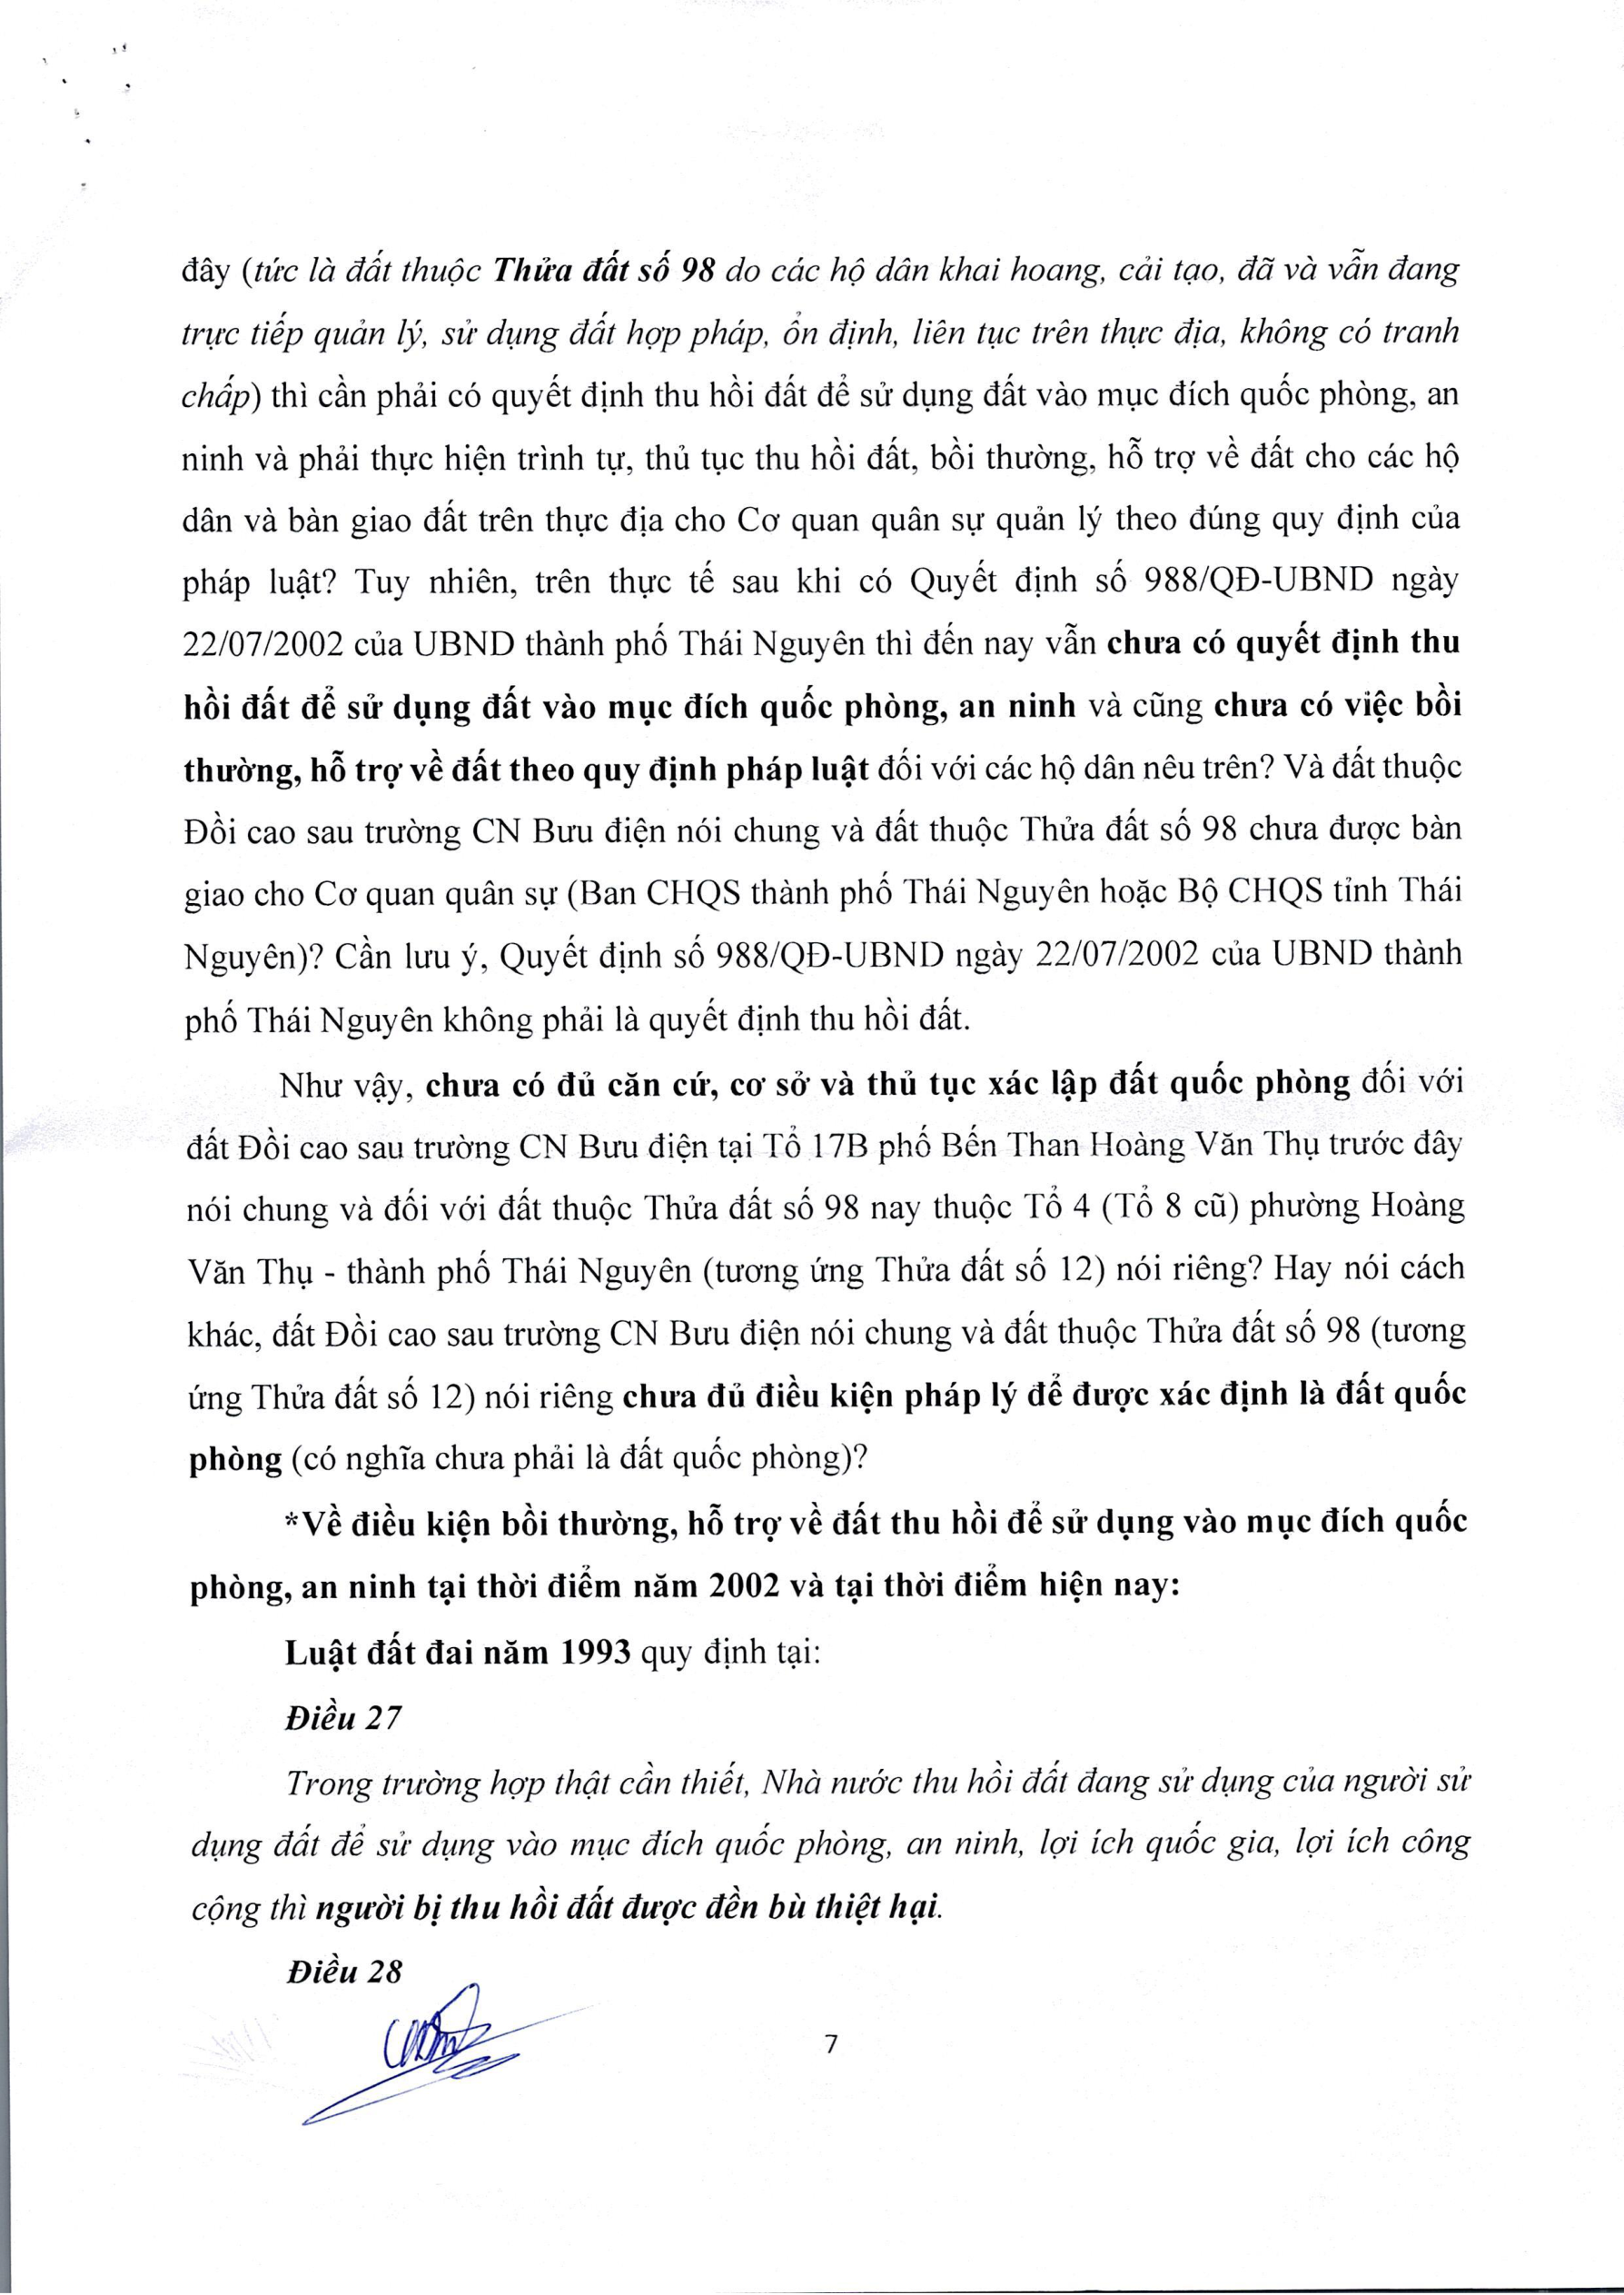 đây (tức là đất thuộc Thửa đất số 98 do các hộ dân khai hoang, cải tạo, đã và vẫn đang
trực tiếp quản lý, sử dụng đất hợp pháp, ổn định, liên tục trên thực địa, không có tranh
chấp) thì cần phải có quyết định thu hồi đất để sử dụng đất vào mục đích quốc phòng, an
ninh và phải thực hiện trình tự, thủ tục thu hồi đất, bồi thường, hỗ trợ về đất cho các hộ
dân và bàn giao đất trên thực địa cho Cơ quan quân sự quản lý theo đúng quy định của
pháp luật? Tuy nhiên, trên thực tế sau khi có Quyết định số 988/QĐ-UBND ngày
22/07/2002 của UBND thành phố Thái Nguyên thì đến nay vẫn chưa có quyết định thu
hồi đất để sử dụng đất vào mục đích quốc phòng, an ninh và cũng chưa có việc bồi
thường, hỗ trợ về đất theo quy định pháp luật đối với các hộ dân nêu trên? Và đất thuộc
Đồi cao sau trường CN Bưu điện nói chung và đất thuộc Thửa đất số 98 chưa được bàn
giao cho Cơ quan quân sự (Ban CHQS thành phố Thái Nguyên hoặc Bộ CHQS tỉnh Thái
Nguyên)? Cần lưu ý, Quyết định số 988/QĐ-UBND ngày 22/07/2002 của UBND thành
phố Thái Nguyên không phải là quyết định thu hồi đất.
Như vậy, chưa có đủ căn cứ, cơ sở và thủ tục xác lập đất quốc phòng đối với
đất Đồi cao sau trường CN Bưu điện tại Tổ 17B phố Bến Than Hoàng Văn Thụ trước đây
nói chung và đối với đất thuộc Thửa đất số 98 nay thuộc Tổ 4 (Tổ 8 cũ) phường Hoàng
Văn Thụ - thành phố Thái Nguyên (tương ứng Thửa đất số 12) nói riêng? Hay nói cách
khác, đất Đồi cao sau trường CN Bưu điện nói chung và đất thuộc Thửa đất số 98 (tương
ứng Thửa đất số 12) nói riêng chưa đủ điều kiện pháp lý để được xác định là đất quốc
phòng (có nghĩa chưa phải là đất quốc phòng)?
*Về điều kiện bồi thường, hỗ trợ về đất thu hồi để sử dụng vào mục đích quốc
phòng, an ninh tại thời điểm năm 2002 và tại thời điểm hiện nay:
Luật đất đai năm 1993 quy định tại:
Điều 27
Trong trường hợp thật cần thiết, Nhà nước thu hồi đất đang sử dụng của người sử
dụng đất để sử dụng vào mục đích quốc phòng, an ninh, lợi ích quốc gia, lợi ích công
cộng thì người bị thu hồi đất được đền bù thiệt hại.
Điều 28
7